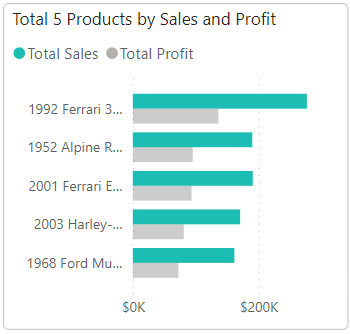 Total 5 Products by Sales and Profit
Total Sales Total Profit
1992 Ferrari 3...
1952 Alpine R...
2001 Ferrari E...
2003 Harley-...
1968 Ford Mu...
$0K $200K